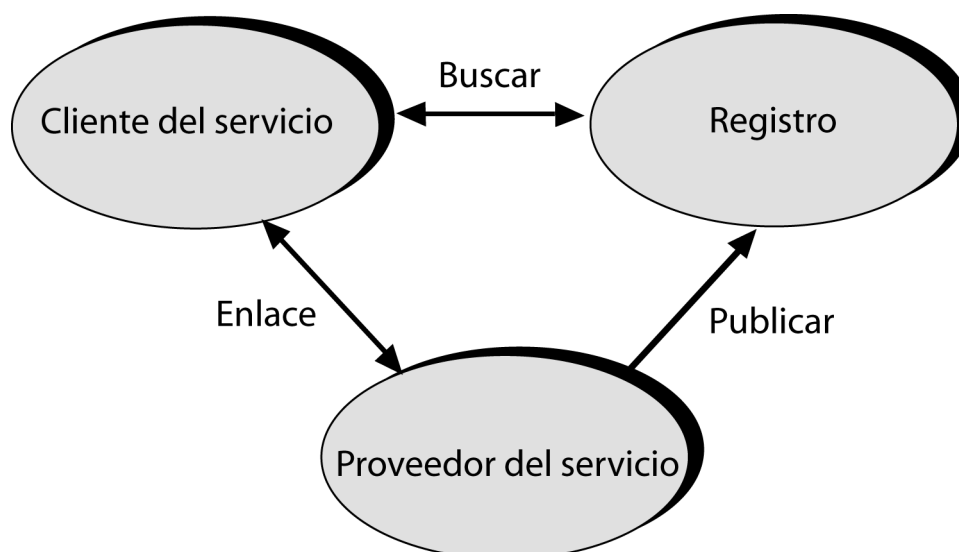 Buscar
Cliente del servicio
Registro
Enlace
Publicar
Proveedor del servicio